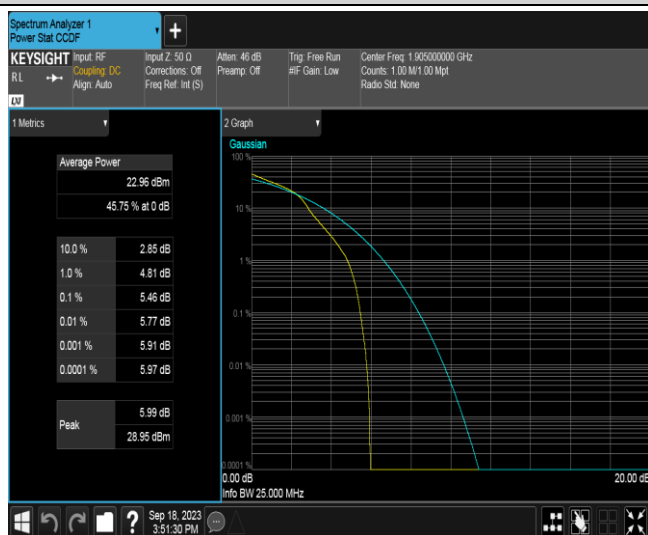 Spectrum Analyzer 1
Power Stat CCDF
KEYSIGHT
RL
LXI
Input: RF
Coupling: DC
Align: Auto
Input Z: 50 Ω
Corrections: Off
Freq Ref: Int (S)
Atten: 46 dB
Preamp: Off
Trig: Free Run
#IF Gain: Low
Center Freq: 1.905000000 GHz
Counts: 1.00 M/1.00 Mpt
Radio Std: None
1 Metrics
Average Power
22.96 dBm
45.75 % at 0 dB
10.0 % 2.85 dB
1.0 % 4.81 dB
0.1 % 5.46 dB
0.01 % 5.77 dB
0.001 % 5.91 dB
0.0001 % 5.97 dB
Peak
5.99 dB
28.95 dBm
2 Graph
Gaussian
100 %
10 %
1 %
0.1 %
0.01 %
0.001 %
0.0001 %
0.00 dB 20.00 dB
Info BW 25.000 MHz
Sep 18, 2023
3:51:30 PM